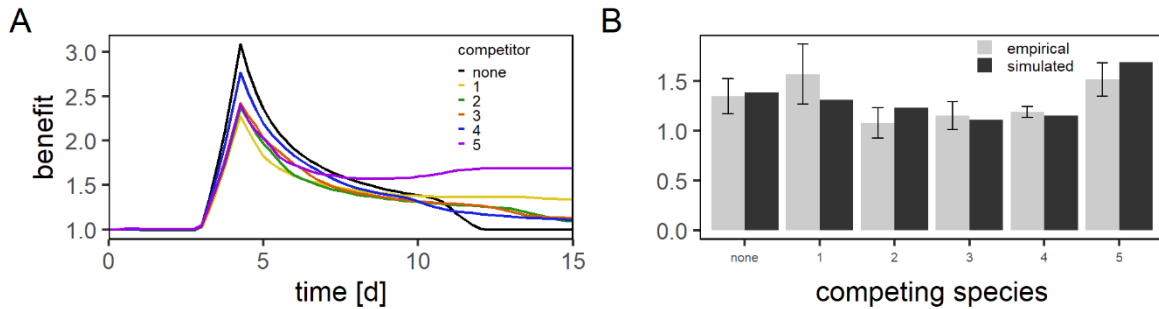 A
benefit
3.0
2.5
2.0
1.5
1.0
0
5
10
15
time [d]
competitor
none
1
2
3
4
5
B
1.5
1.0
0.5
0.0
empirical
simulated
none
1
2
3
4
5
competing species